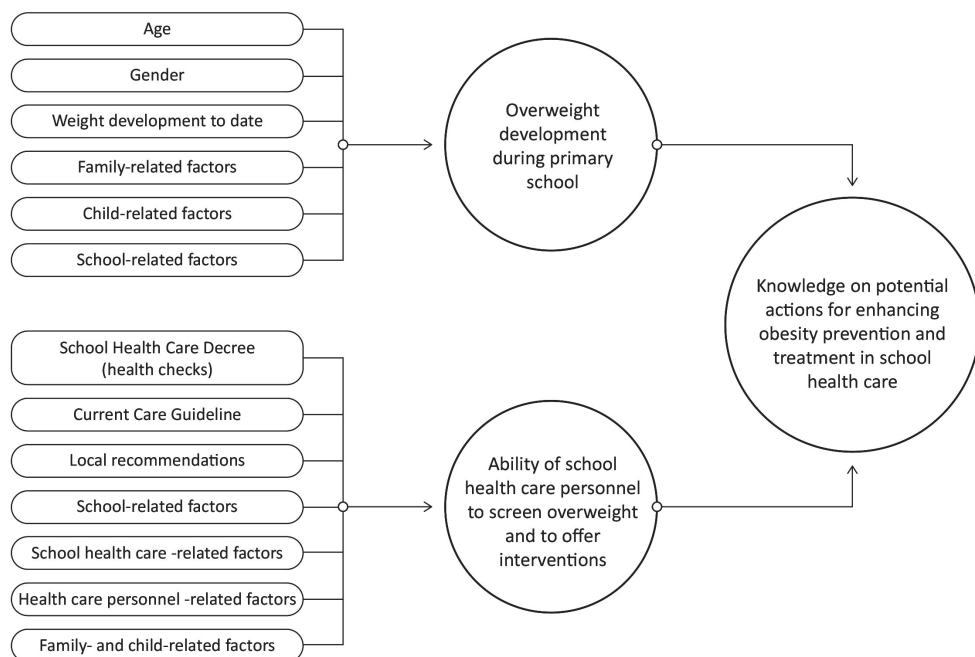 Age
Gender
Weight development to date
Family-related factors
Child-related factors
School-related factors
Overweight
development
during primary
school
School Health Care Decree
(health checks)
Current Care Guideline
Local recommendations
School-related factors
School health care -related factors
Health care personnel -related factors
Family- and child-related factors
Ability of school
health care personnel
to screen overweight
and to offer
interventions
Knowledge on potential
actions for enhancing
obesity prevention and
treatment in school
health care